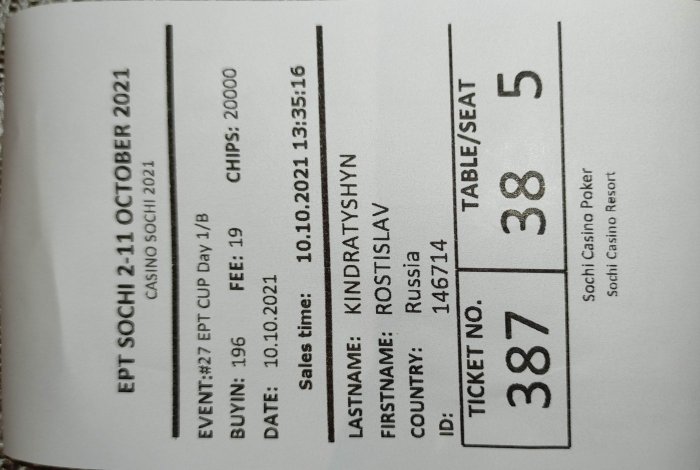 EPT SOCHI 2-11 OCTOBER 2021
CASINO SOCHI 2021
EVENT:#27 EPT CUP Day 1/B
BUYIN: 196 FEE: 19 CHIPS: 20000
DATE: 10.10.2021
Sales time: 10.10.2021 13:35:16
LASTNAME: KINDRATYSHYN
FIRSTNAME: ROSTISLAV
COUNTRY: Russia
ID: 146714
TICKET NO. TABLE/SEAT
387 38 5
Sochi Casino Poker
Sochi Casino Resort